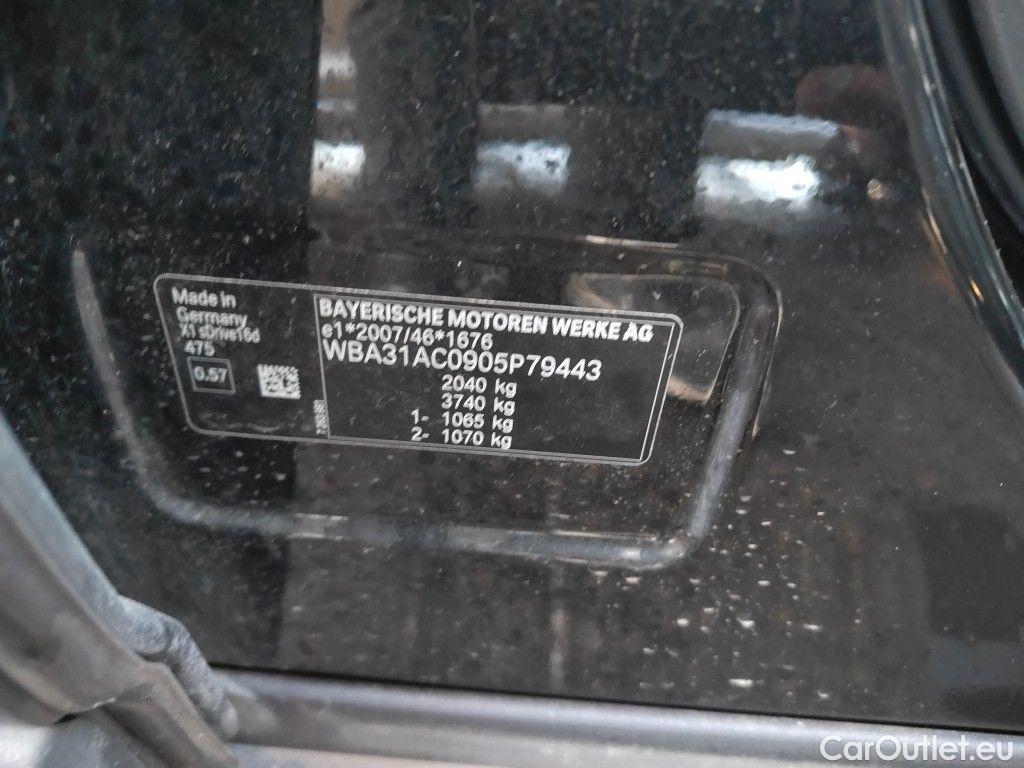 Made in
Germany
X1 sDrive16d
475
0.57
BAYERISCHE MOTOREN WERKE AG
e1*2007/46*1676
WBA31AC0905P79443
2040 kg
3740 kg
1- 1065 kg
2- 1070 kg
CarOutlet.eu